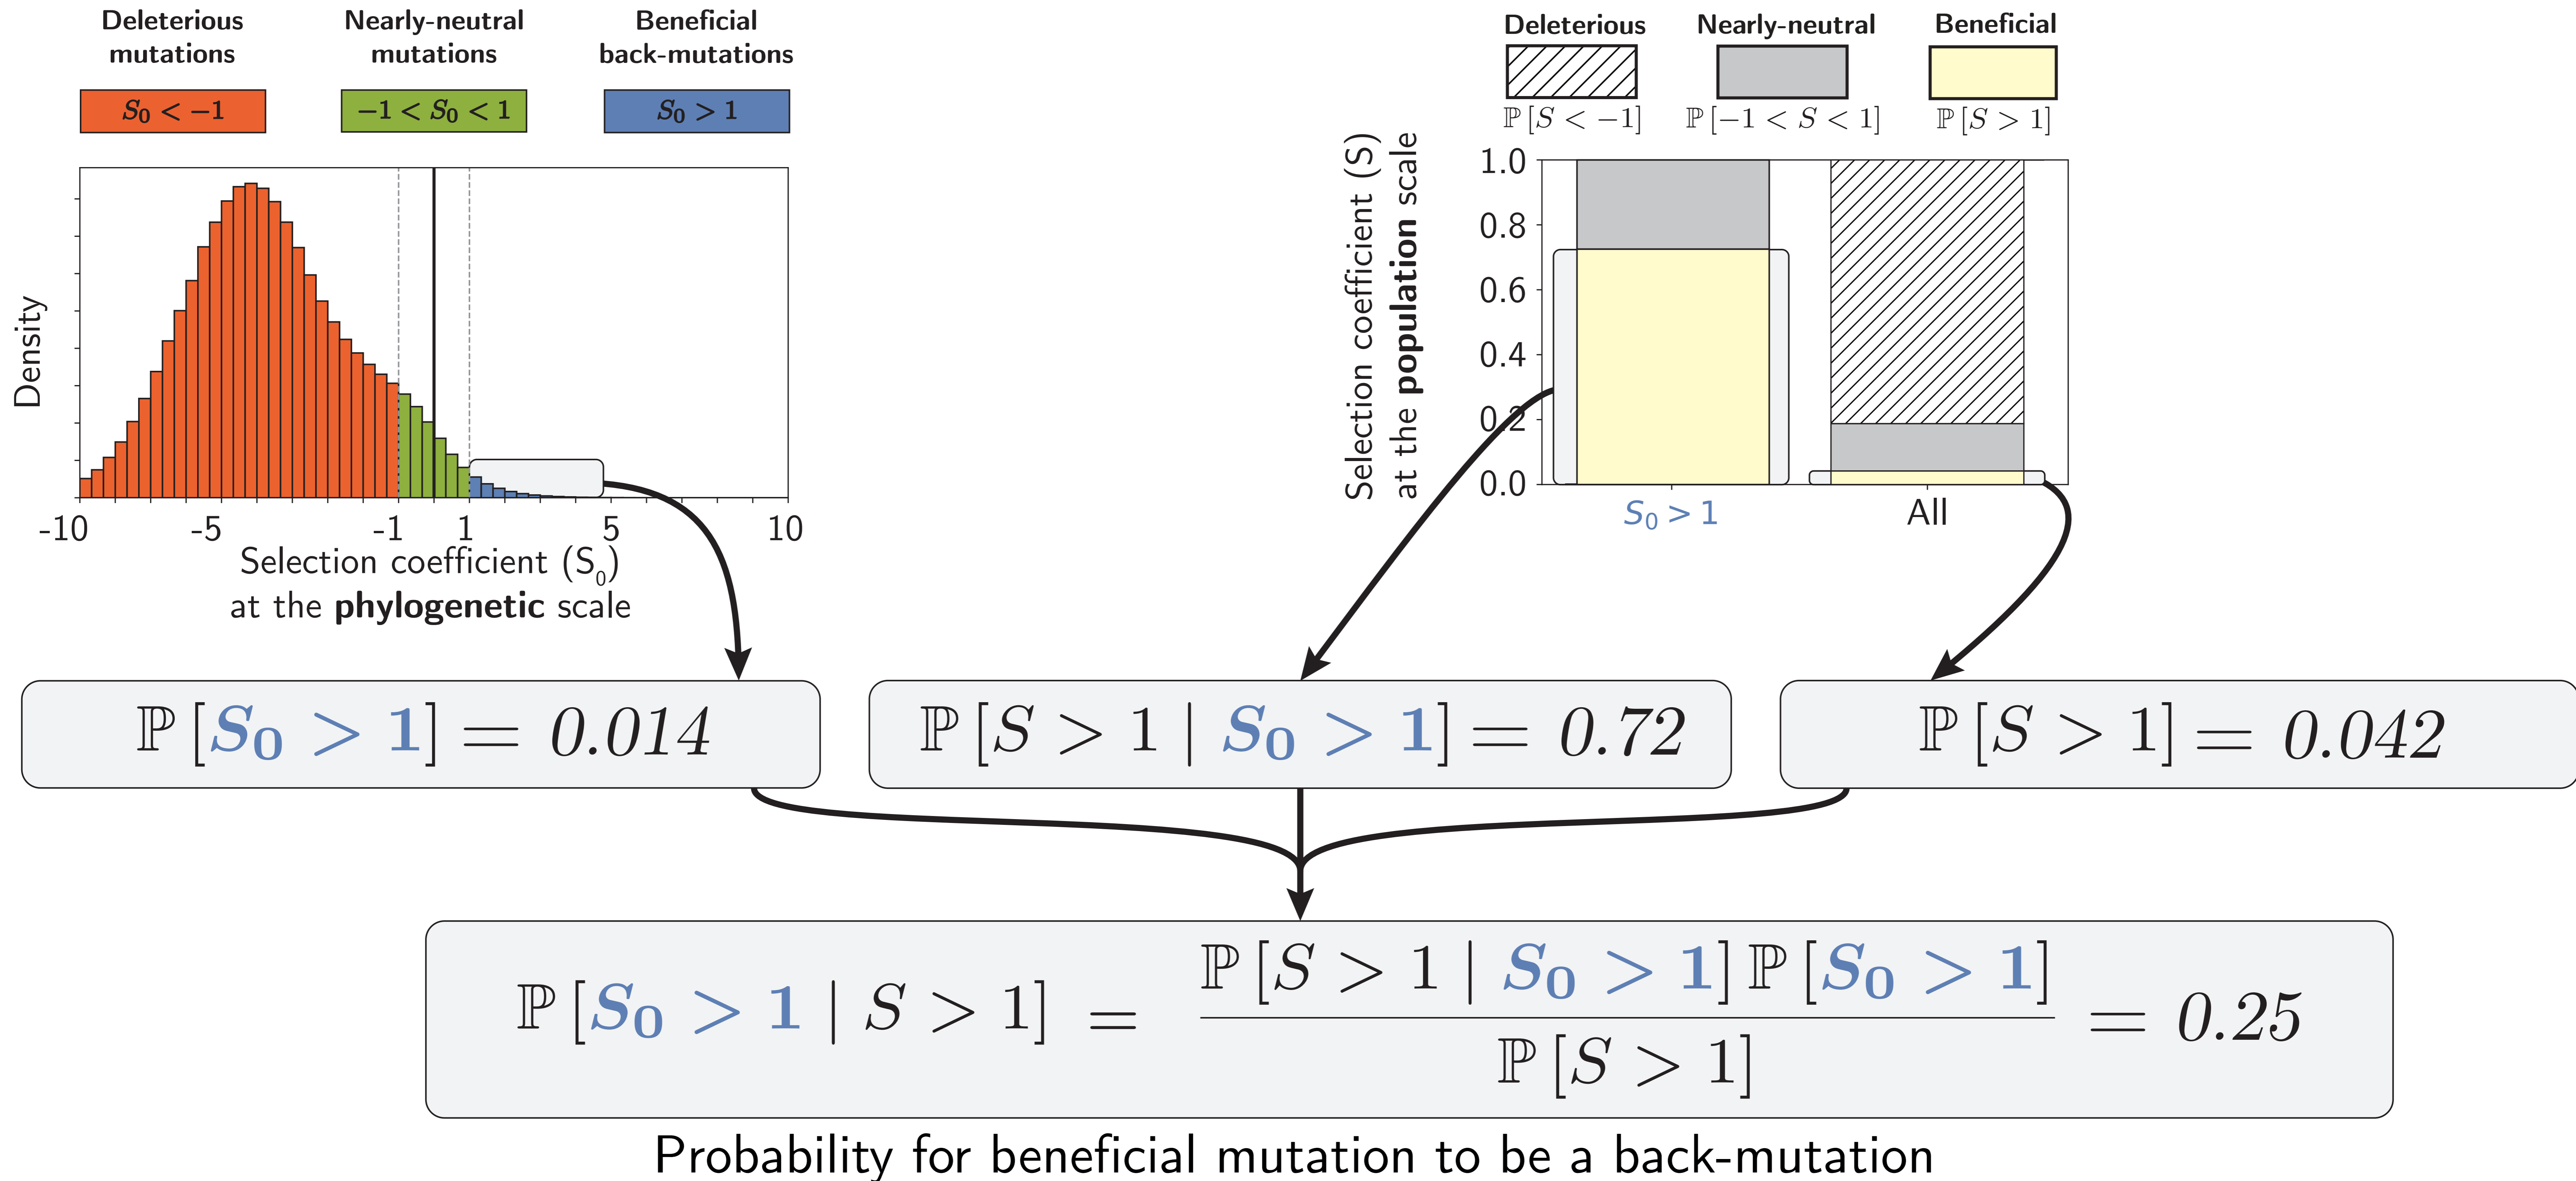 Deleterious
mutations
Nearly-neutral
mutations
Beneficial
back-mutations
S₀ < −1
−1 < S₀ < 1
S₀ > 1
Density
-10
-5
-1
1
5
10
Selection coefficient (S₀)
at the phylogenetic scale
Deleterious
Nearly-neutral
Beneficial
ℙ [S < −1]
ℙ [−1 < S < 1]
ℙ [S > 1]
Selection coefficient (S)
at the population scale
1.0
0.8
0.6
0.4
0.2
0.0
S₀ > 1
All
ℙ [S₀ > 1] = 0.014
ℙ [S > 1 | S₀ > 1] = 0.72
ℙ [S > 1] = 0.042
ℙ [S > 1 | S₀ > 1] ℙ [S₀ > 1]
ℙ [S₀ > 1 | S > 1] = = 0.25
ℙ [S > 1]
Probability for beneficial mutation to be a back-mutation